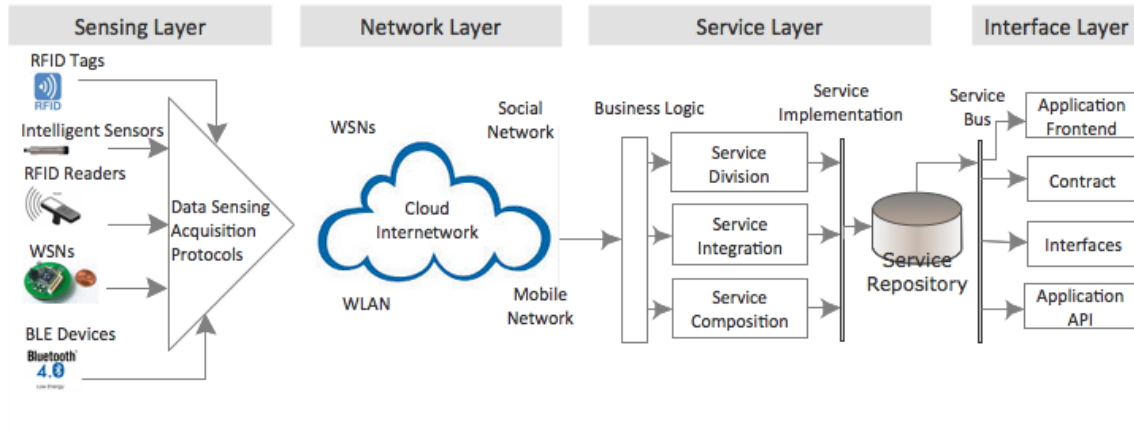 Sensing Layer
Network Layer
Service Layer
Interface Layer
RFID Tags
RFID
Intelligent Sensors
RFID Readers
WSNs
BLE Devices
Bluetooth
4.0
Low Energy
Data Sensing
Acquisition
Protocols
WSNs
Social
Network
Cloud
Internetwork
WLAN
Mobile
Network
Business Logic
Service
Division
Service
Integration
Service
Composition
Service
Implementation
Service
Repository
Service
Bus
Application
Frontend
Contract
Interfaces
Application
API